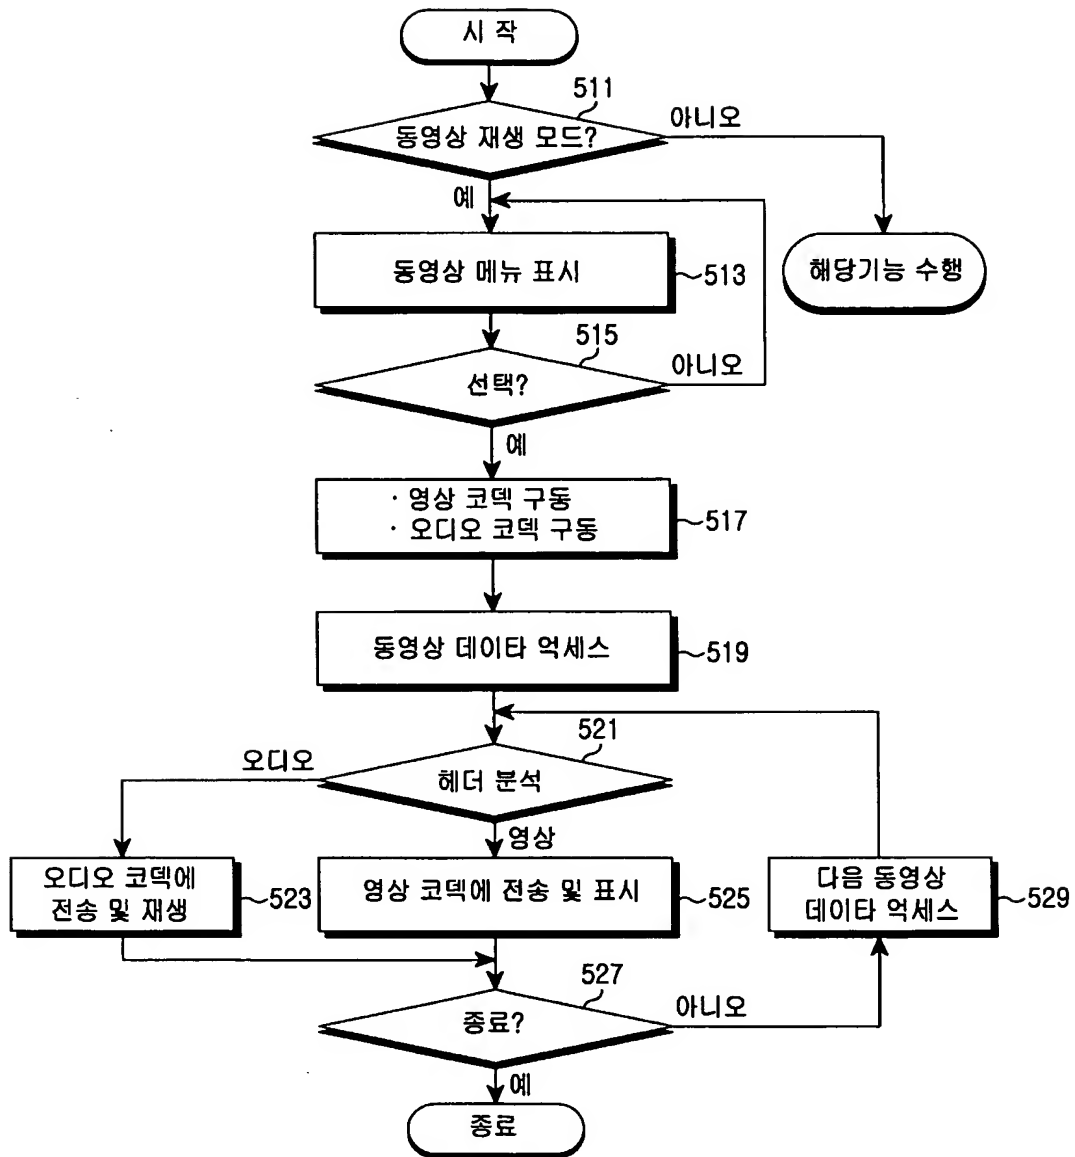 시 작
511
동영상 재생 모드?
아니오
예
동영상 메뉴 표시
513
해당기능 수행
515
선택?
아니오
예
· 영상 코덱 구동
· 오디오 코덱 구동
517
동영상 데이타 억세스
519
521
오디오
헤더 분석
영상
오디오 코덱에
전송 및 재생
523
영상 코덱에 전송 및 표시
525
다음 동영상
데이타 억세스
529
527
종료?
아니오
예
종료